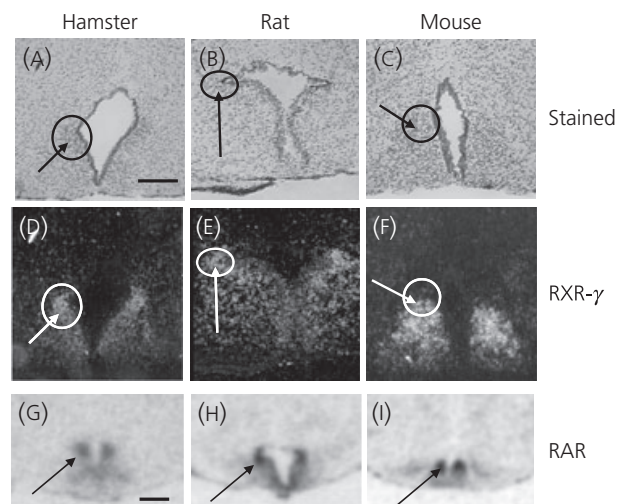 Hamster Rat Mouse
(A) (B) (C) Stained
(D) (E) (F) RXR-γ
(G) (H) (I) RAR